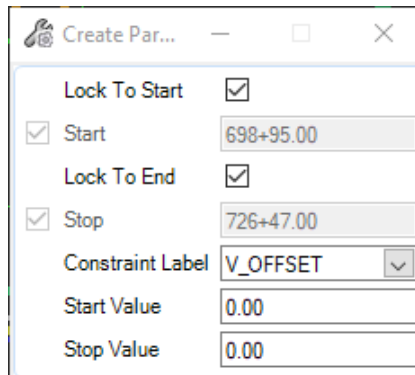 Create Par...
Lock To Start
Start 698+95.00
Lock To End
Stop 726+47.00
Constraint Label V_OFFSET
Start Value 0.00
Stop Value 0.00